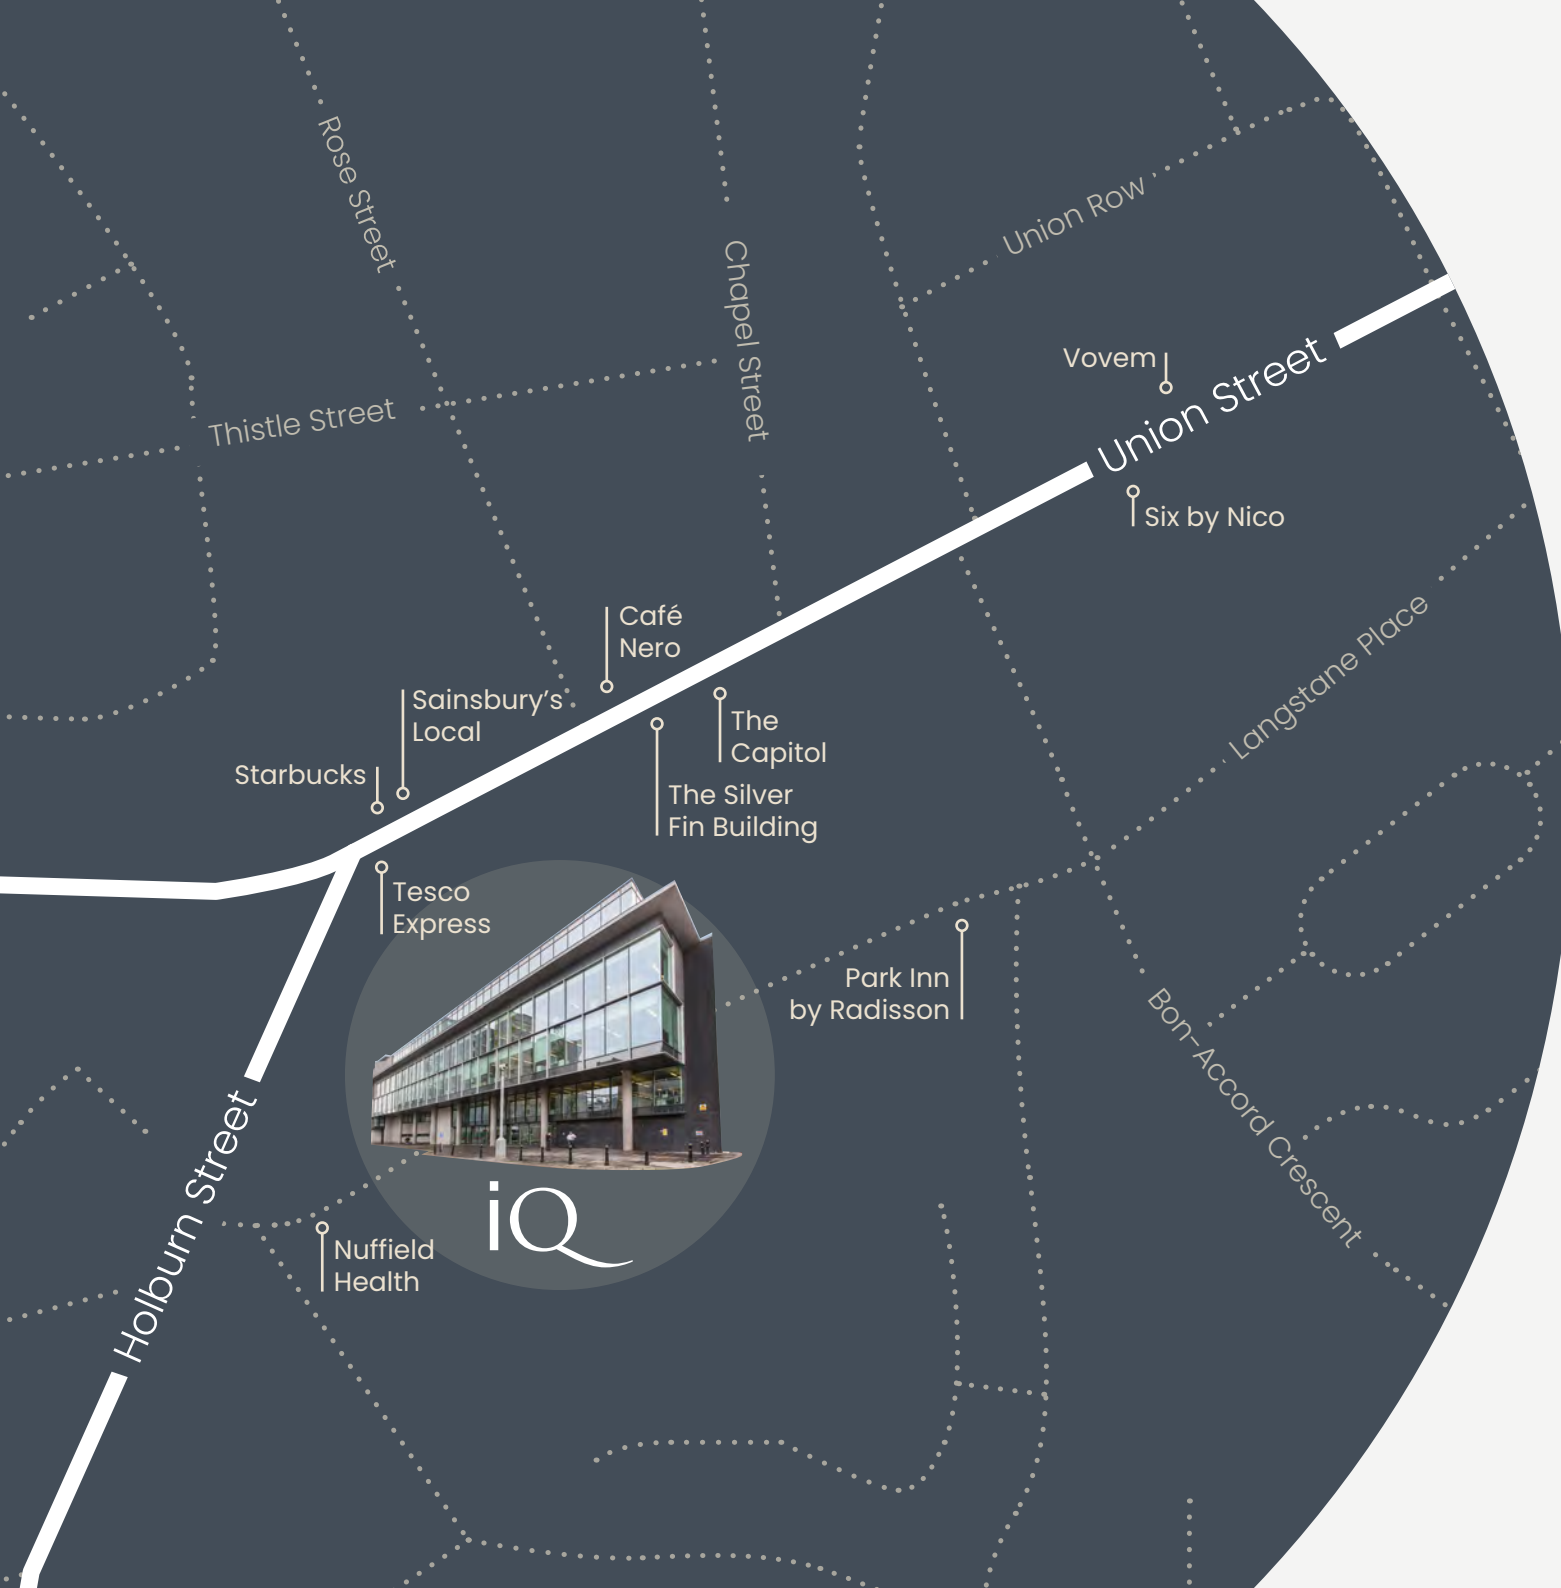 Rose Street
Chapel Street
Union Row
Thistle Street
Vovem
Union Street
Six by Nico
Café
Nero
Langstane Place
Sainsbury’s
Local
The
Capitol
Starbucks
The Silver
Fin Building
Tesco
Express
Park Inn
by Radisson
Bon-Accord Crescent
Holburn Street
iQ
Nuffield
Health